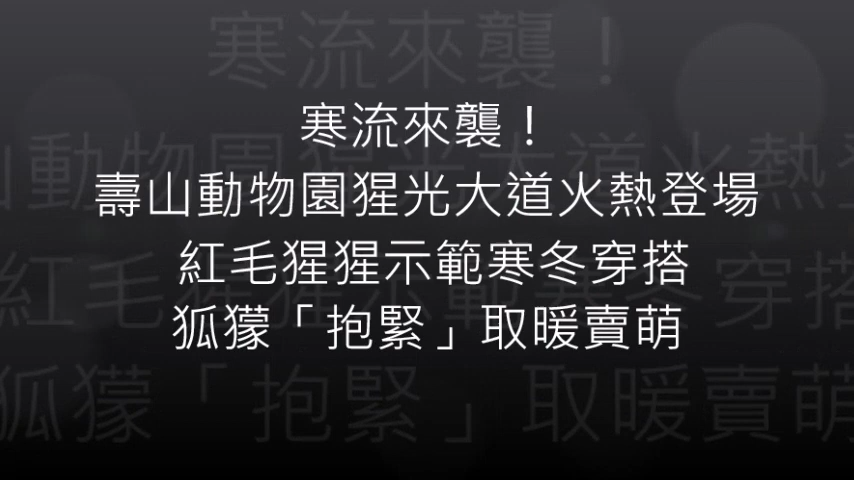 寒流來襲！
壽山動物園猩光大道火熱登場
紅毛猩猩示範寒冬穿搭
狐獴「抱緊」取暖賣萌